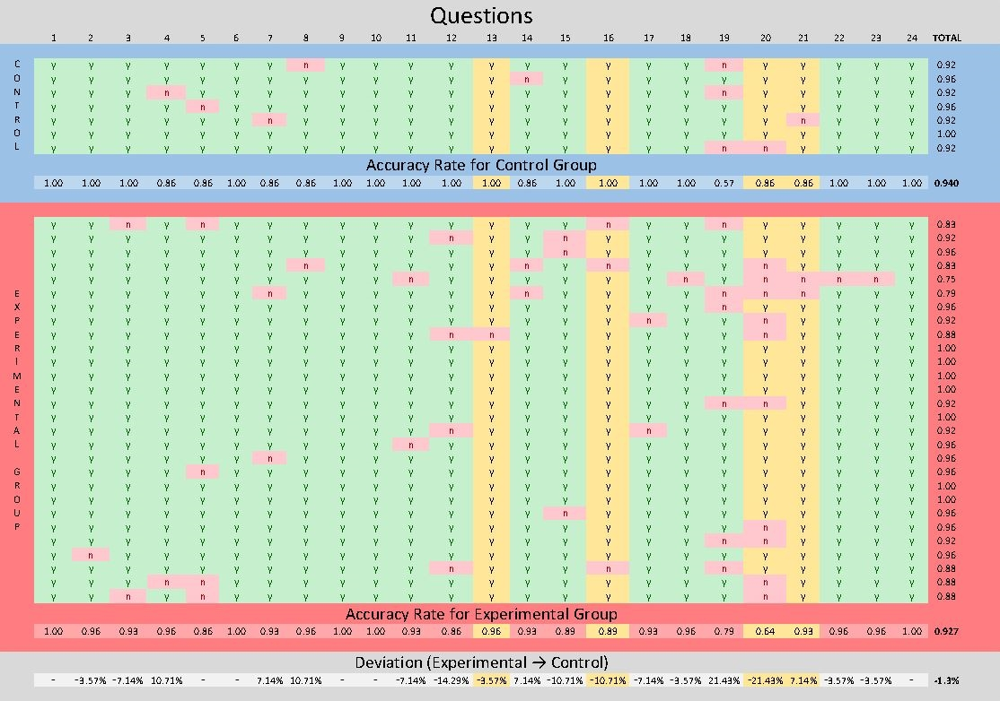 Questions
1 2 3 4 5 6 7 8 9 10 11 12 13 14 15 16 17 18 19 20 21 22 23 24 TOTAL
C y y y y y y y n y y y y y y y y y y n y y y y y 0.92
O y y y y y y y y y y y y y n y y y y y y y y y y 0.96
N y y y n y y y y y y y y y y y y y y n y y y y y 0.92
T y y y y n y y y y y y y y y y y y y y y y y y y 0.96
R y y y y y y n y y y y y y y y y y y y y n y y y 0.92
O y y y y y y y y y y y y y y y y y y y y y y y y 1.00
L y y y y y y y y y y y y y y y y y y n n y y y y 0.92
Accuracy Rate for Control Group
1.00 1.00 1.00 0.86 0.86 1.00 0.86 0.86 1.00 1.00 1.00 1.00 1.00 0.86 1.00 1.00 1.00 1.00 0.57 0.86 0.86 1.00 1.00 1.00 0.940
y y n y n y y y y y y y y y y n y y n y y y y y 0.83
y y y y y y y y y y y n y y n y y y y y y y y y 0.92
y y y y y y y y y y y y y y n y y y y y y y y y 0.96
y y y y y y y n y y y y y n y n y y y n y y y y 0.83
y y y y y y y y y y n y y y y y y n y n n n n y 0.75
E y y y y y y n y y y y y y n y y y y n n n y y y 0.79
X y y y y y y y y y y y y y y y y y y n y y y y y 0.96
P y y y y y y y y y y y y y y y y n y y n y y y y 0.92
E y y y y y y y y y y y n n y y y y y y n y y y y 0.88
R y y y y y y y y y y y y y y y y y y y y y y y y 1.00
I y y y y y y y y y y y y y y y y y y y y y y y y 1.00
M y y y y y y y y y y y y y y y y y y y y y y y y 1.00
E y y y y y y y y y y y y y y y y y y y y y y y y 1.00
N y y y y y y y y y y y y y y y y y y n n y y y y 0.92
T y y y y y y y y y y y y y y y y y y y y y y y y 1.00
A y y y y y y y y y y y n y y y y n y y y y y y y 0.92
L y y y y y y y y y y n y y y y y y y y y y y y y 0.96
y y y y y y n y y y y y y y y y y y y y y y y y 0.96
G y y y y n y y y y y y y y y y y y y y y y y y y 0.96
R y y y y y y y y y y y y y y y y y y y y y y y y 1.00
O y y y y y y y y y y y y y y y y y y y y y y y y 1.00
U y y y y y y y y y y y y y y n y y y y y y y y y 0.96
P y y y y y y y y y y y y y y y y y y y n y y y y 0.96
y y y y y y y y y y y y y y y y y y n n y y y y 0.92
y n y y y y y y y y y y y y y y y y y y y y y y 0.96
y y y y y y y y y y y n y y y n y y n y y y y y 0.88
y y y n n y y y y y y y y y y y y y y n y y y y 0.88
y y n y n y y y y y y y y y y y y y y n y y y y 0.88
Accuracy Rate for Experimental Group
1.00 0.96 0.93 0.96 0.86 1.00 0.93 0.96 1.00 1.00 0.93 0.86 0.96 0.93 0.89 0.89 0.93 0.96 0.79 0.64 0.93 0.96 0.96 1.00 0.927
Deviation (Experimental → Control)
- -3.57% -7.14% 10.71% - - 7.14% 10.71% - - -7.14% -14.29% -3.57% 7.14% -10.71% -10.71% -7.14% -3.57% 21.43% -21.43% 7.14% -3.57% -3.57% - -1.3%